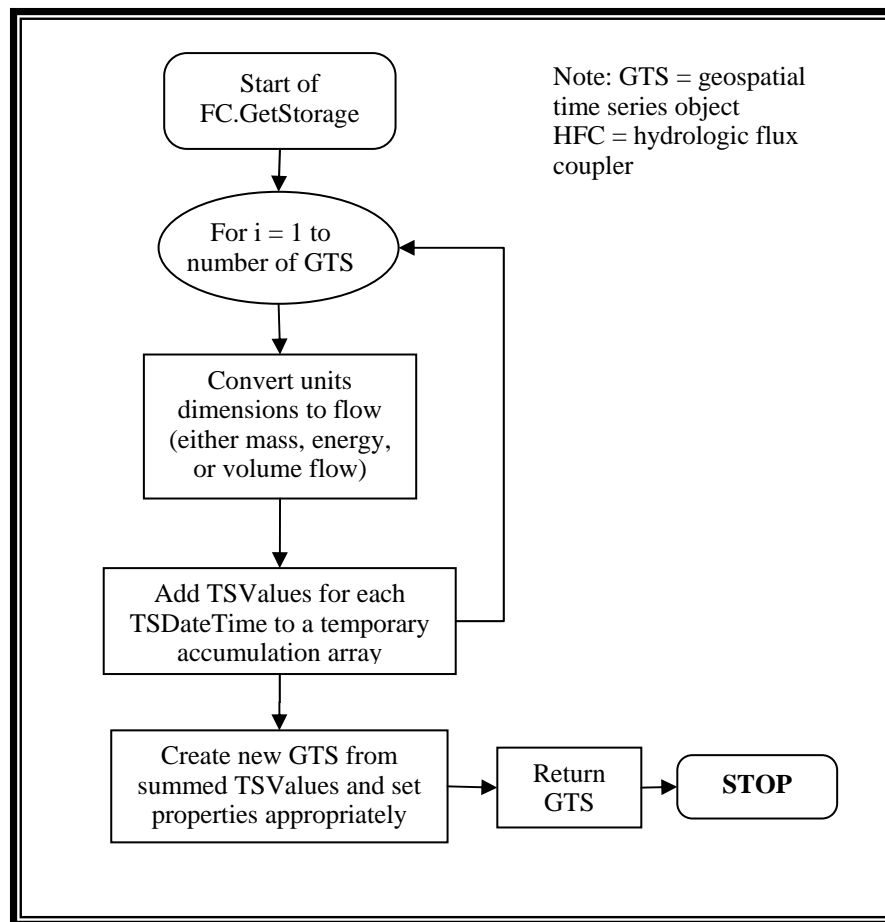 Start of
FC.GetStorage
Note: GTS = geospatial
time series object
HFC = hydrologic flux
coupler
For i = 1 to
number of GTS
Convert units
dimensions to flow
(either mass, energy,
or volume flow)
Add TSValues for each
TSDateTime to a temporary
accumulation array
Create new GTS from
summed TSValues and set
properties appropriately
Return
GTS
STOP